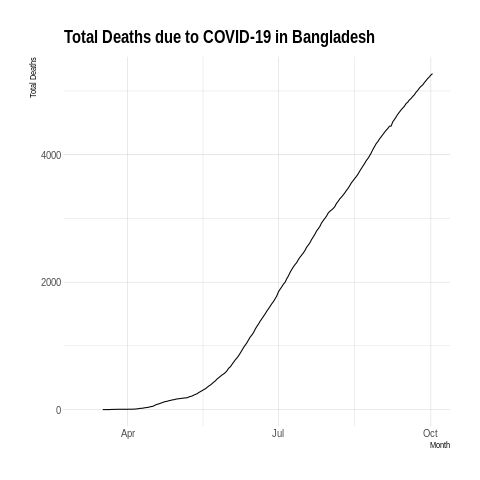 Total Deaths due to COVID-19 in Bangladesh
Total Deaths
4000
2000
0
Apr Jul Oct
Month